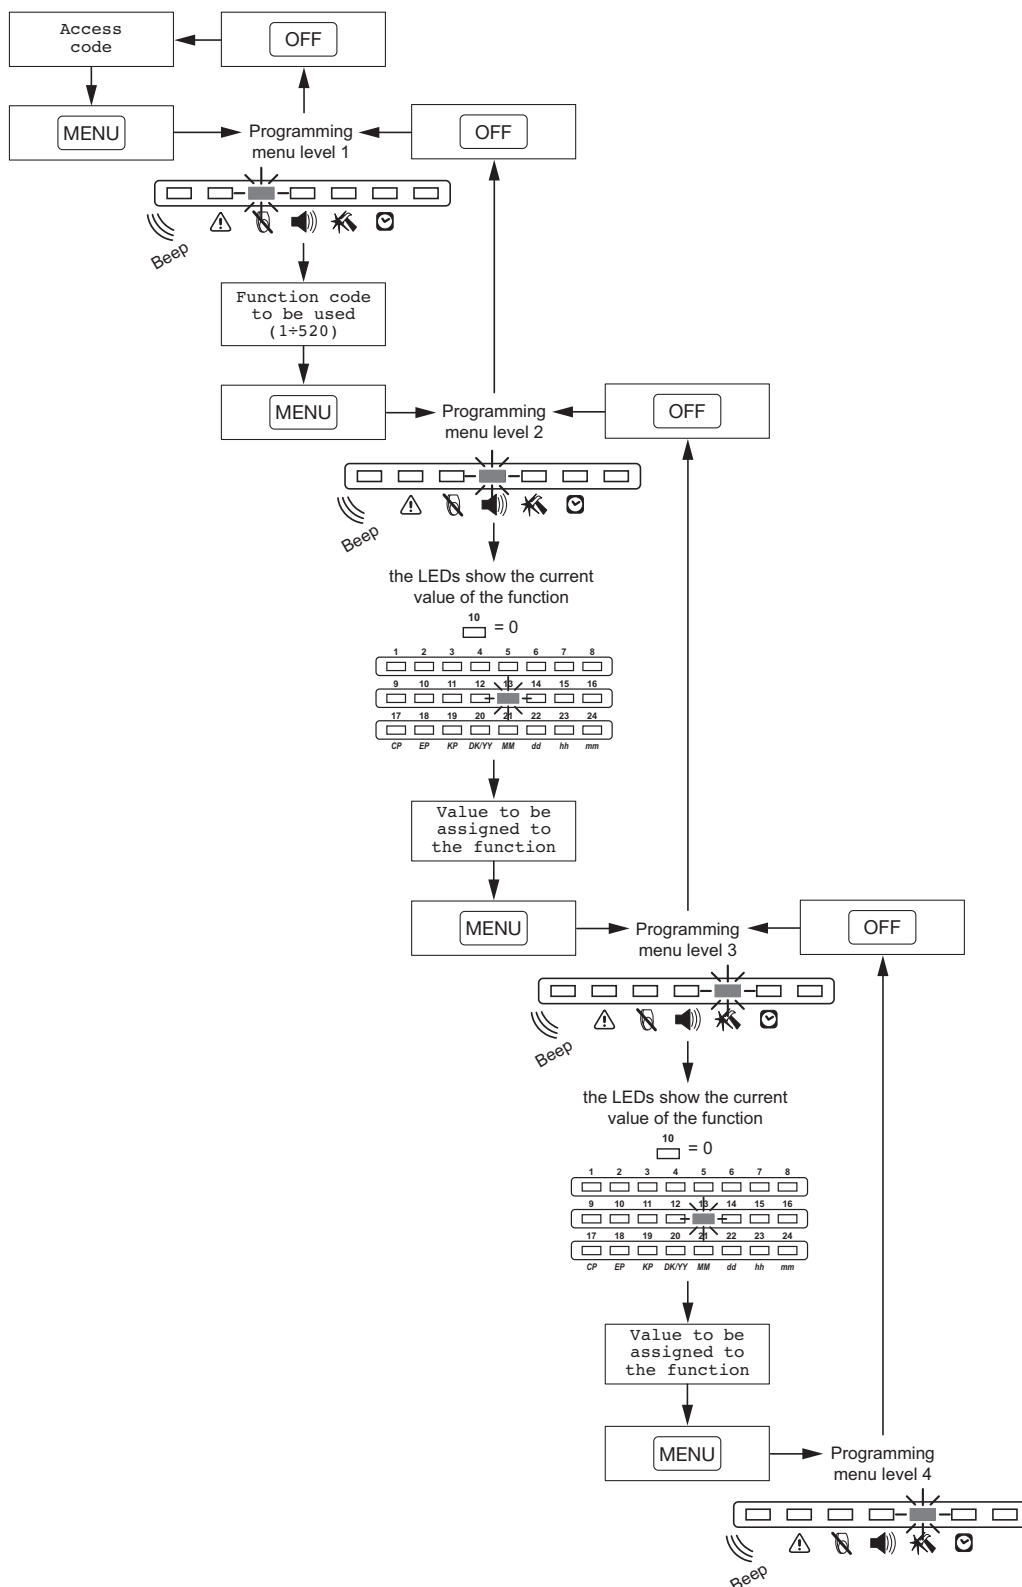 Access
code
OFF
MENU
Programming
menu level 1
OFF
Beep
Function code
to be used
(1÷520)
MENU
Programming
menu level 2
OFF
Beep
the LEDs show the current
value of the function
10
= 0
1 2 3 4 5 6 7 8
9 10 11 12 13 14 15 16
17 18 19 20 21 22 23 24
CP EP KP DK/YY MM dd hh mm
Value to be
assigned to
the function
MENU
Programming
menu level 3
OFF
Beep
the LEDs show the current
value of the function
10
= 0
1 2 3 4 5 6 7 8
9 10 11 12 13 14 15 16
17 18 19 20 21 22 23 24
CP EP KP DK/YY MM dd hh mm
Value to be
assigned to
the function
MENU
Programming
menu level 4
Beep